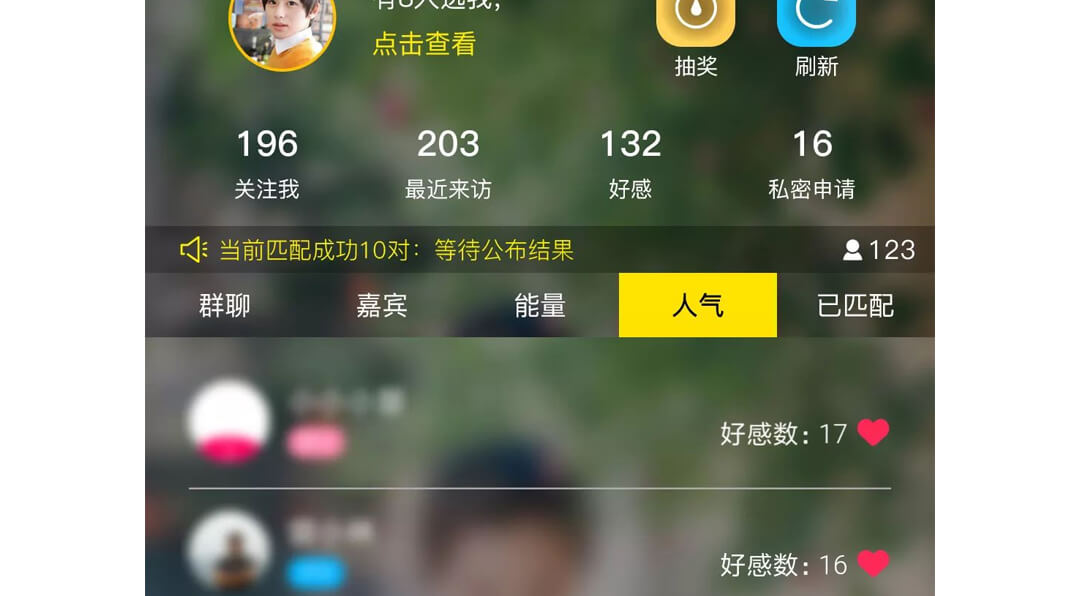 点击查看
抽奖 刷新
196 203 132 16
关注我 最近来访 好感 私密申请
当前匹配成功10对：等待公布结果 123
群聊 嘉宾 能量 人气 已匹配
好感数: 17
好感数: 16